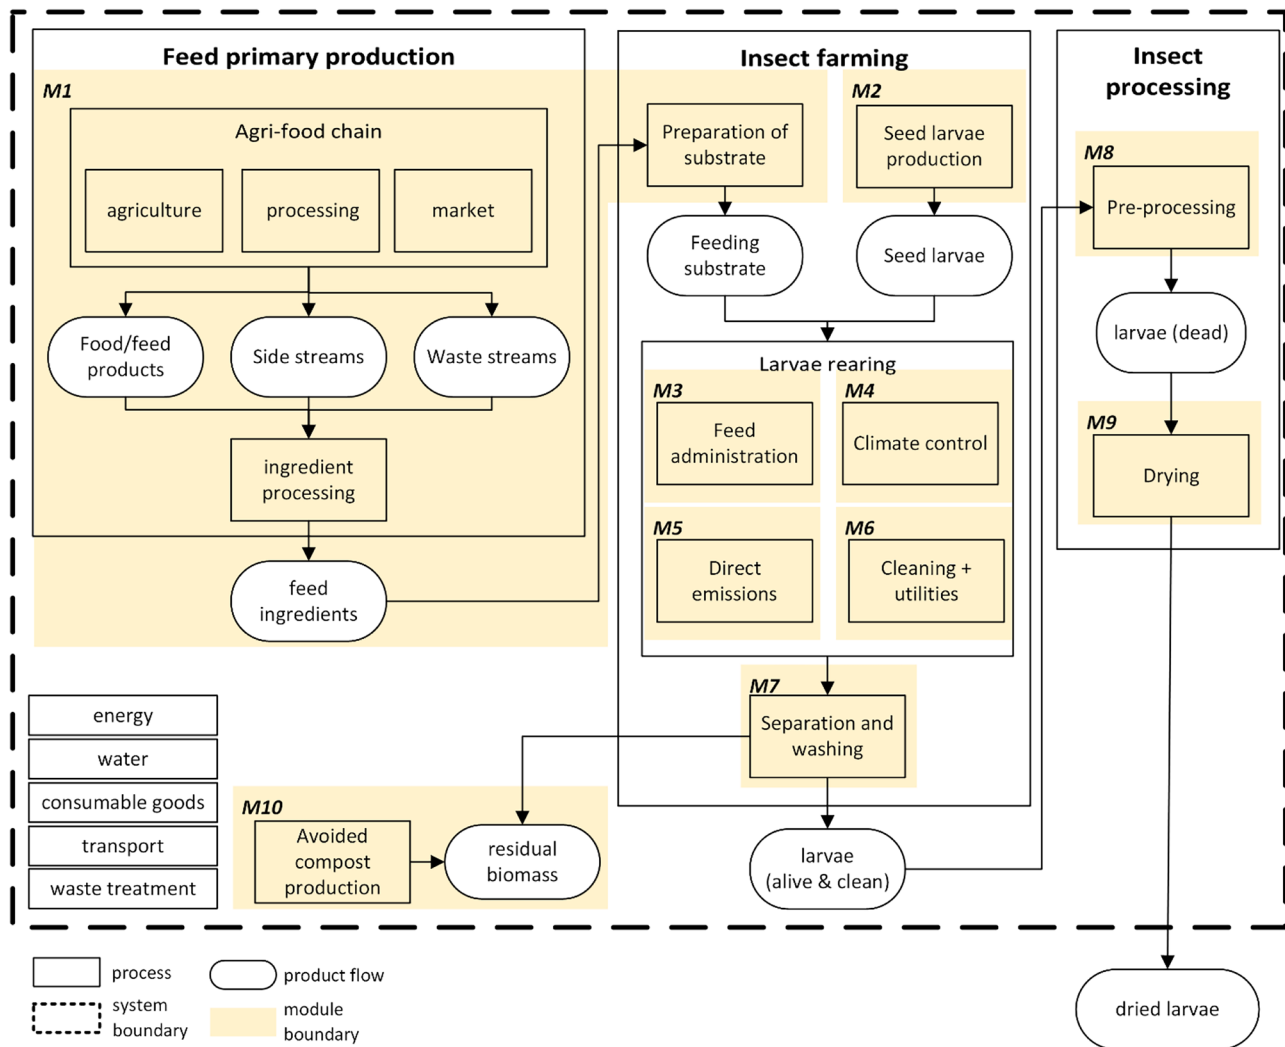 Feed primary production
M1
Agri-food chain
agriculture
processing
market
Food/feed
products
Side streams
Waste streams
ingredient
processing
feed
ingredients
Insect farming
Preparation of
substrate
M2
Seed larvae
production
Feeding
substrate
Seed larvae
Larvae rearing
M3
Feed
administration
M4
Climate control
M5
Direct
emissions
M6
Cleaning +
utilities
M7
Separation and
washing
larvae
(alive & clean)
Insect
processing
M8
Pre-processing
larvae (dead)
M9
Drying
energy
water
consumable goods
transport
waste treatment
M10
Avoided
compost
production
residual
biomass
dried larvae
process
product flow
system
boundary
module
boundary